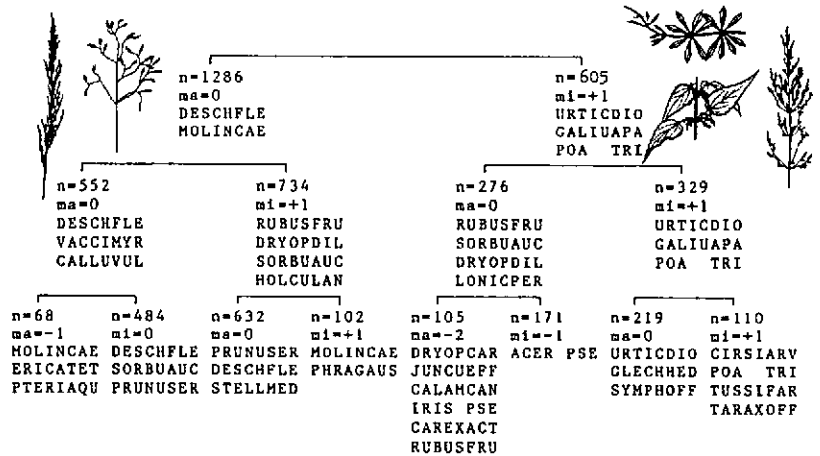 n=1286
ma=0
DESCHFLE
MOLINCAE
n=605
mi=+1
URTICDIO
GALIUAPA
POA TRI
n=552
ma=0
DESCHFLE
VACCIMYR
CALLUVUL
n=734
mi=+1
RUBUSFRU
DRYOPDIL
SORBUAUC
HOLCULAN
n=276
ma=0
RUBUSFRU
SORBUAUC
DRYOPDIL
LONICPER
n=329
mi=+1
URTICDIO
GALIUAPA
POA TRI
n=68
ma=-1
MOLINCAE
ERICATET
PTERIAQU
n=484
mi=0
DESCHFLE
SORBUAUC
PRUNUSER
n=632
ma=0
PRUNUSER
DESCHFLE
STELLMED
n=102
mi=+1
MOLINCAE
PHRAGAUS
n=105
ma=-2
DRYOPCAR
JUNCUEFF
CALAMCAN
IRIS PSE
CAREXACT
RUBUSFRU
n=171
mi=-1
ACER PSE
n=219
ma=0
URTICDIO
GLECHHED
SYMPHOFF
n=110
mi=+1
CIRSIARV
POA TRI
TUSSIFAR
TARAXOFF